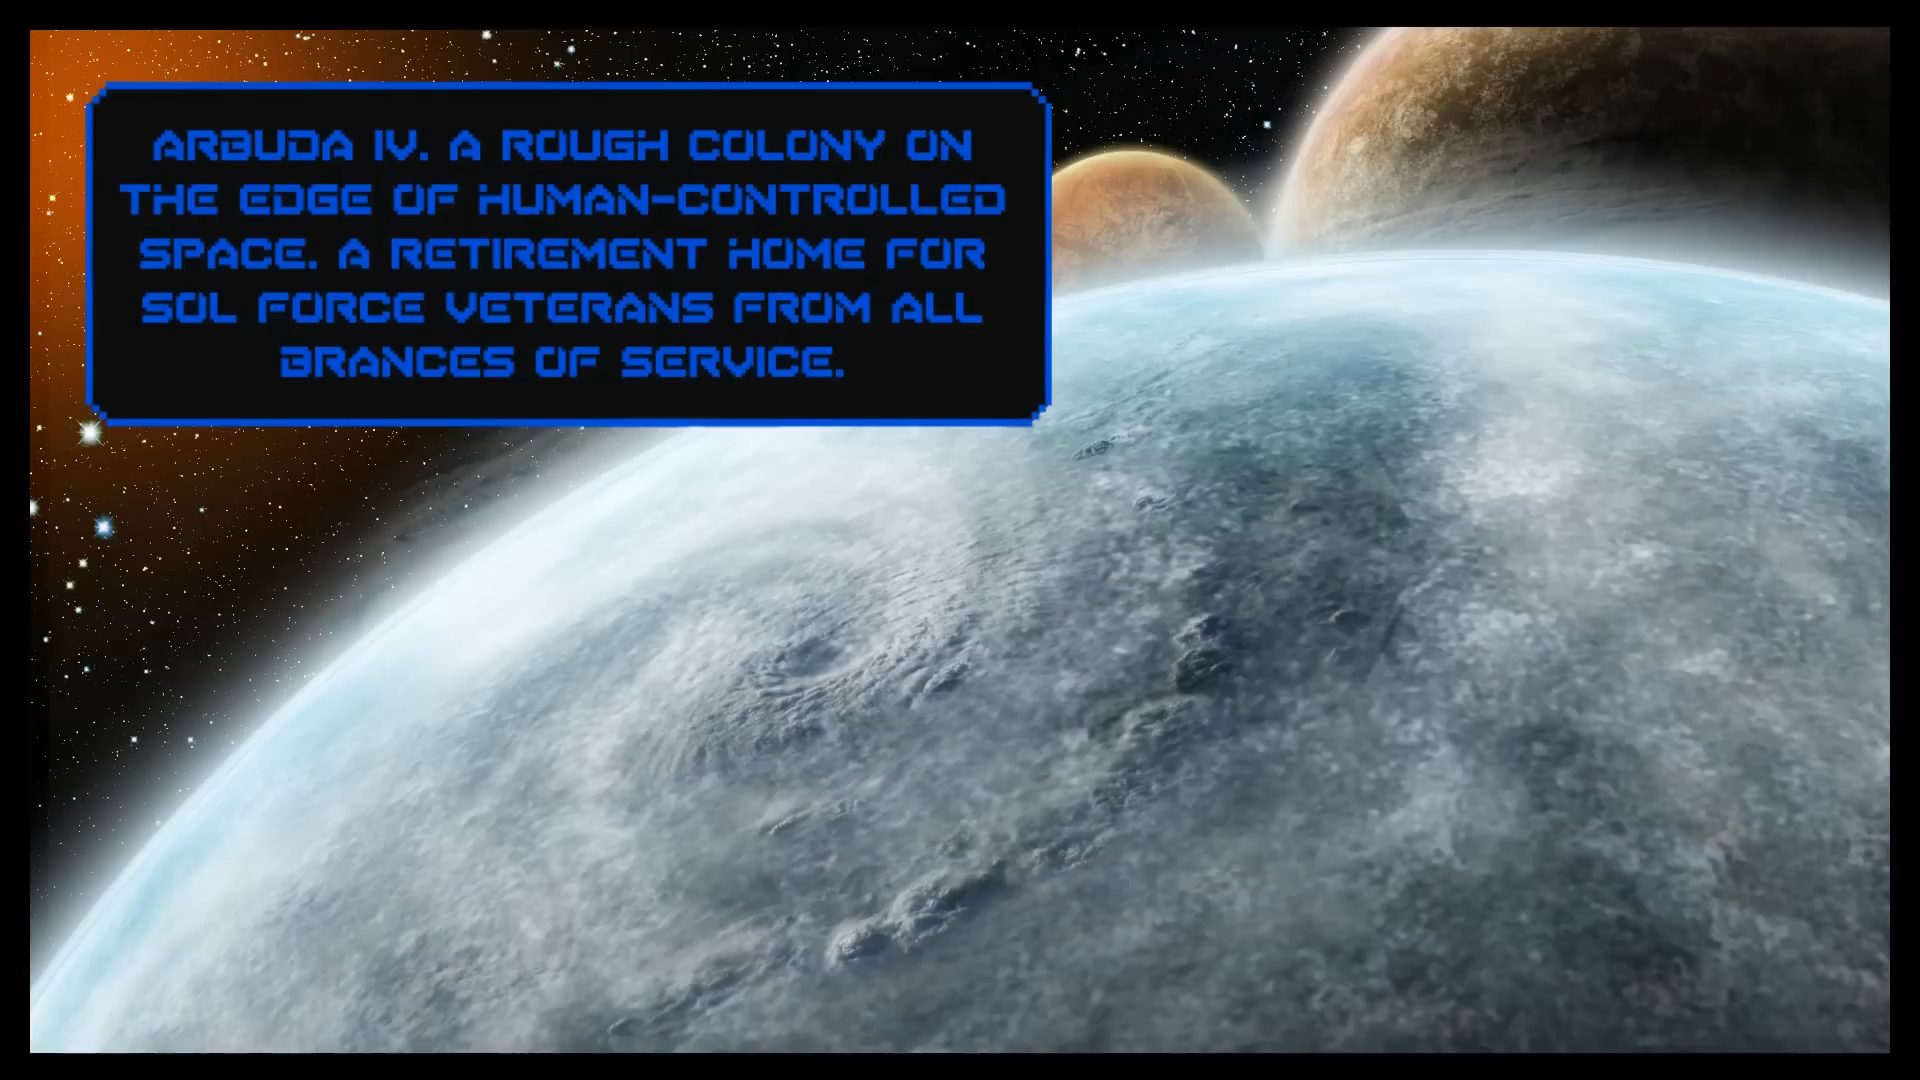 ARBUDA IV. A ROUGH COLONY ON
THE EDGE OF HUMAN-CONTROLLED
SPACE. A RETIREMENT HOME FOR
SOL FORCE VETERANS FROM ALL
BRANCES OF SERVICE.